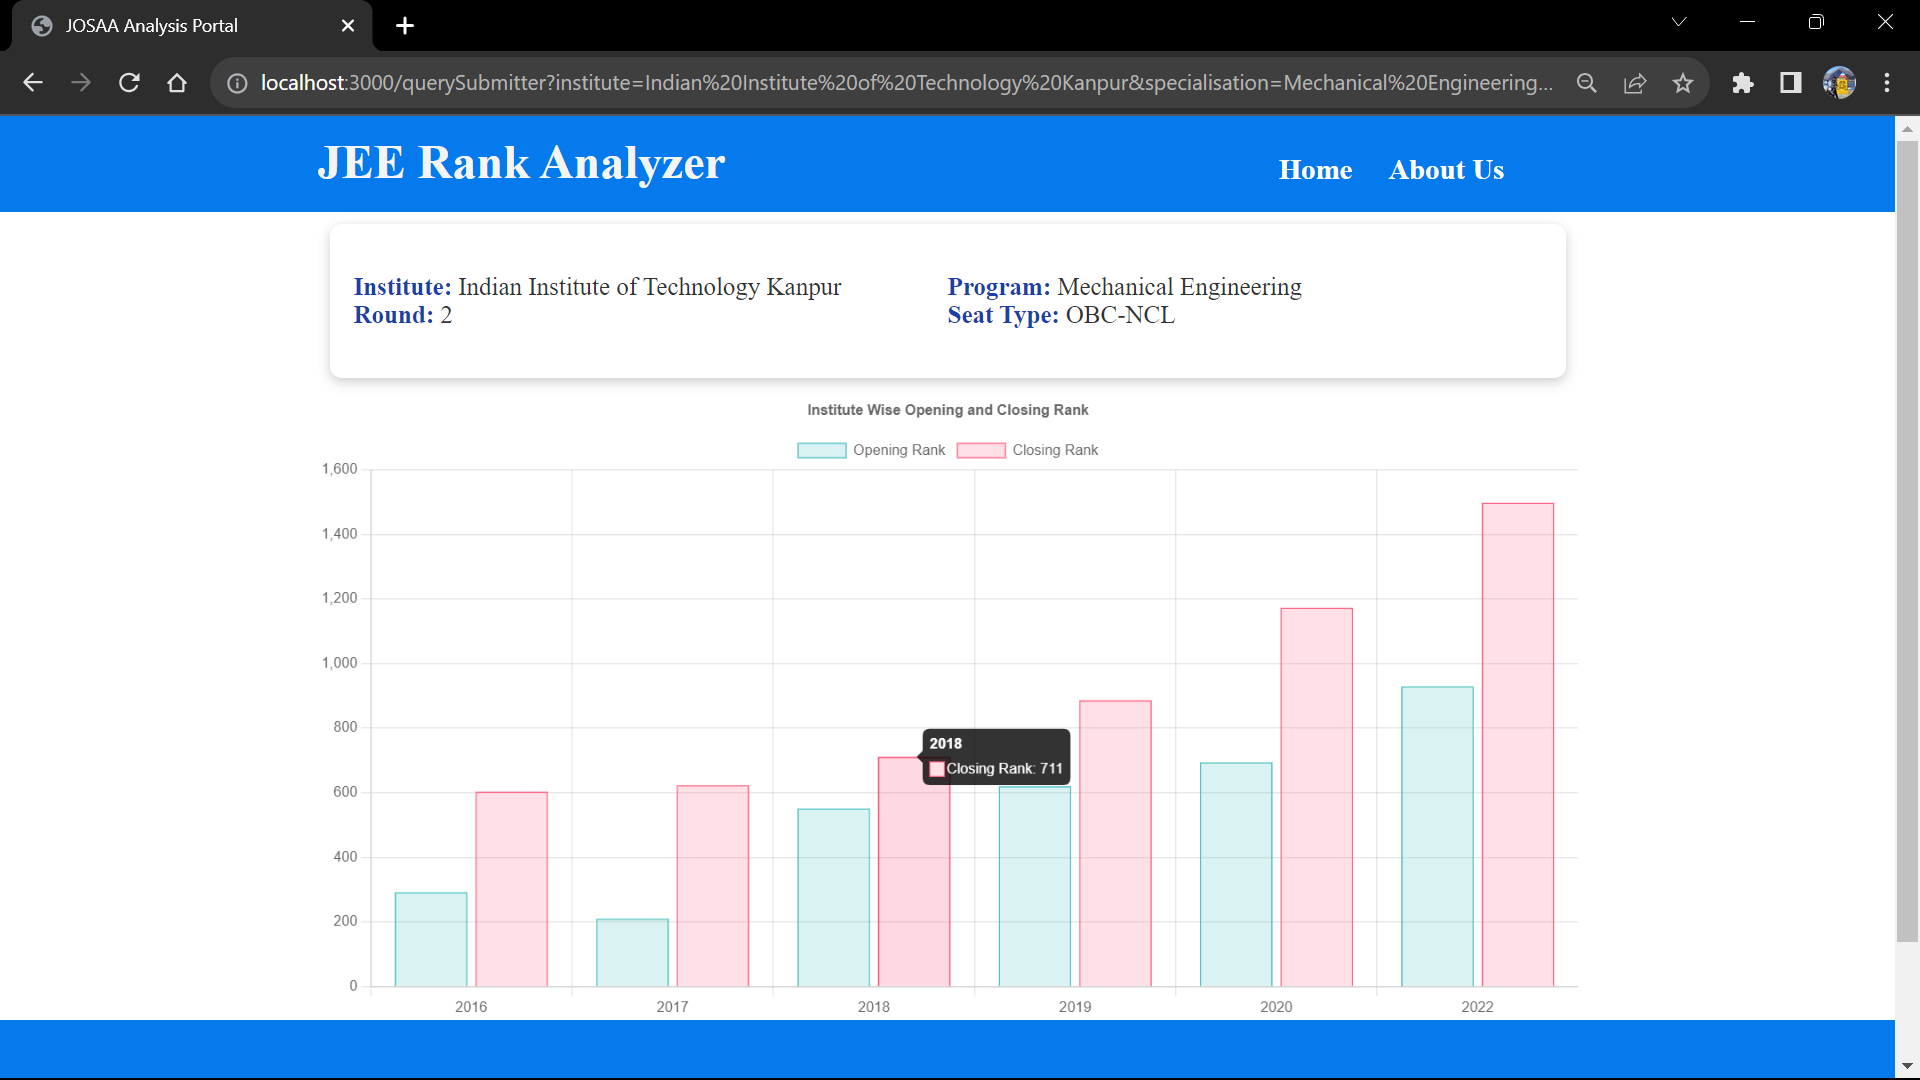 JOSAA Analysis Portal
localhost:3000/querySubmitter?institute=Indian%20Institute%20of%20Technology%20Kanpur&specialisation=Mechanical%20Engineering...
JEE Rank Analyzer
Home About Us
Institute: Indian Institute of Technology Kanpur
Program: Mechanical Engineering
Round: 2
Seat Type: OBC-NCL
Institute Wise Opening and Closing Rank
Opening Rank Closing Rank
1,600
1,400
1,200
1,000
800
600
400
200
0
2018
Closing Rank: 711
2016 2017 2018 2019 2020 2022